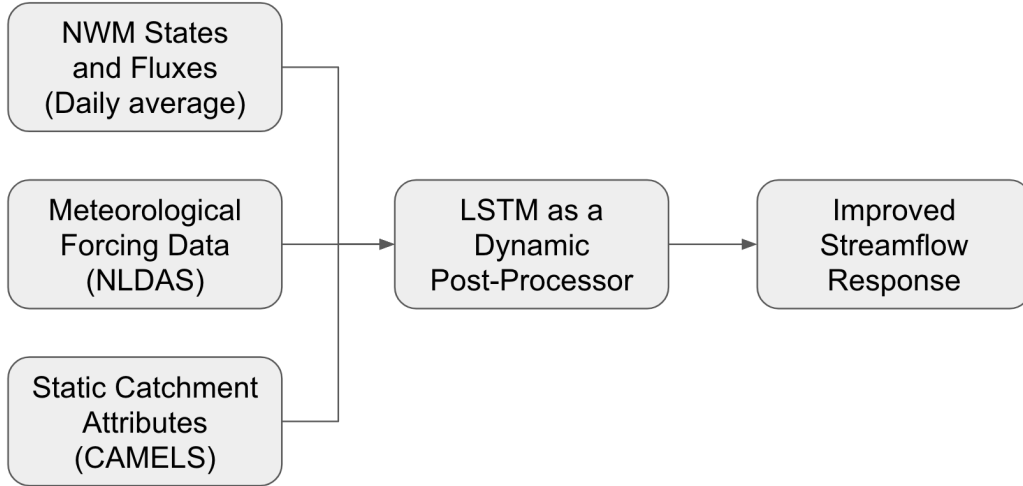 NWM States
and Fluxes
(Daily average)
Meteorological
Forcing Data
(NLDAS)
Static Catchment
Attributes
(CAMELS)
LSTM as a
Dynamic
Post-Processor
Improved
Streamflow
Response